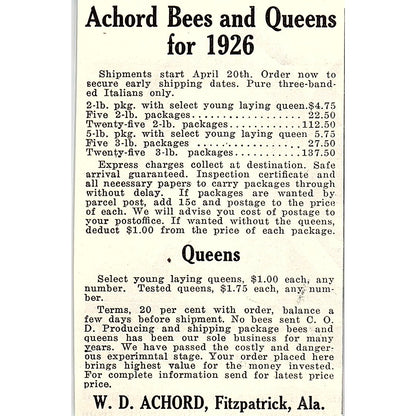 Achord Bees and Queens
for 1926
Shipments start April 20th. Order now to
secure early shipping dates. Pure three-band-
ed Italians only.
2-lb. pkg. with select young laying queen.$4.75
Five 2-lb. packages.................. 22.50
Twenty-five 2-lb. packages............112.50
5-lb. pkg. with select young laying queen 5.75
Five 3-lb. packages .................. 27.50
Twenty-five 3-lb. packages............137.50
Express charges collect at destination. Safe
arrival guaranteed. Inspection certificate and
all necessary papers to carry packages through
without delay. If packages are wanted by
parcel post, add 15c and postage to the price
of each. We will advise you cost of postage to
your postoffice. If wanted without the queens,
deduct $1.00 from the price of each package.
Queens
Select young laying queens, $1.00 each, any
number. Tested queens, $1.75 each, any num-
ber.
Terms, 20 per cent with order, balance a
few days before shipment. No bees sent C. O.
D. Producing and shipping package bees and
queens has been our sole business for many
years. We have passed the costly and danger-
ous experimntal stage. Your order placed here
brings highest value for the money invested.
For complete information send for latest price
price.
W. D. ACHORD, Fitzpatrick, Ala.